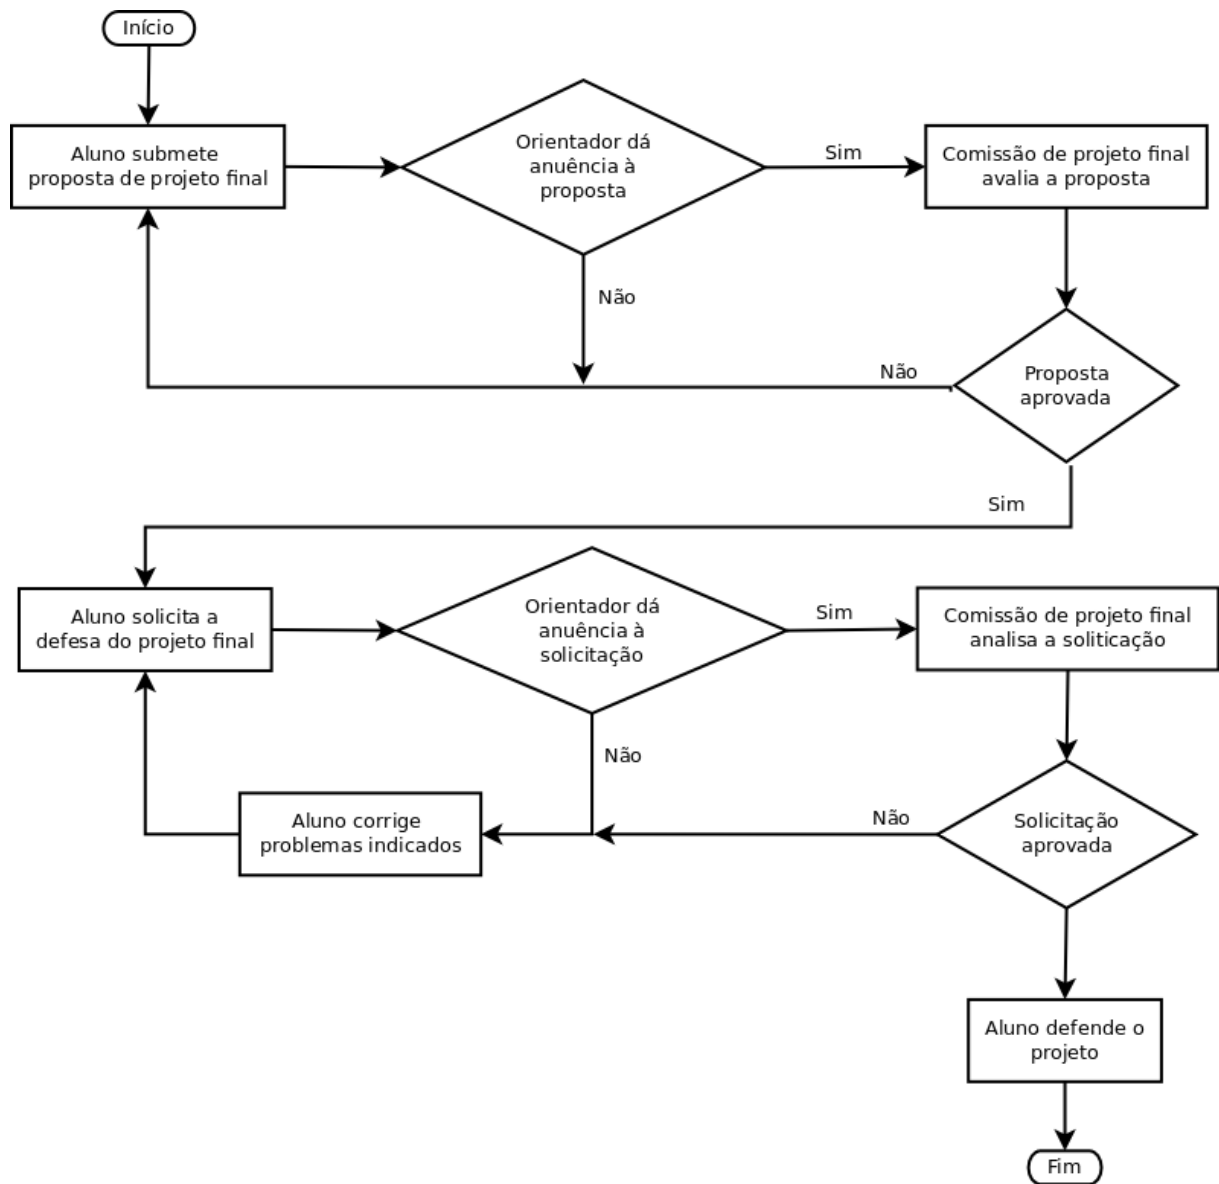 Início
Aluno submete
proposta de projeto final
Orientador dá
anuência à
proposta
Sim
Comissão de projeto final
avalia a proposta
Não
Não
Proposta
aprovada
Sim
Aluno solicita a
defesa do projeto final
Orientador dá
anuência à
solicitação
Sim
Comissão de projeto final
analisa a soliticação
Não
Aluno corrige
problemas indicados
Não
Solicitação
aprovada
Aluno defende o
projeto
Fim